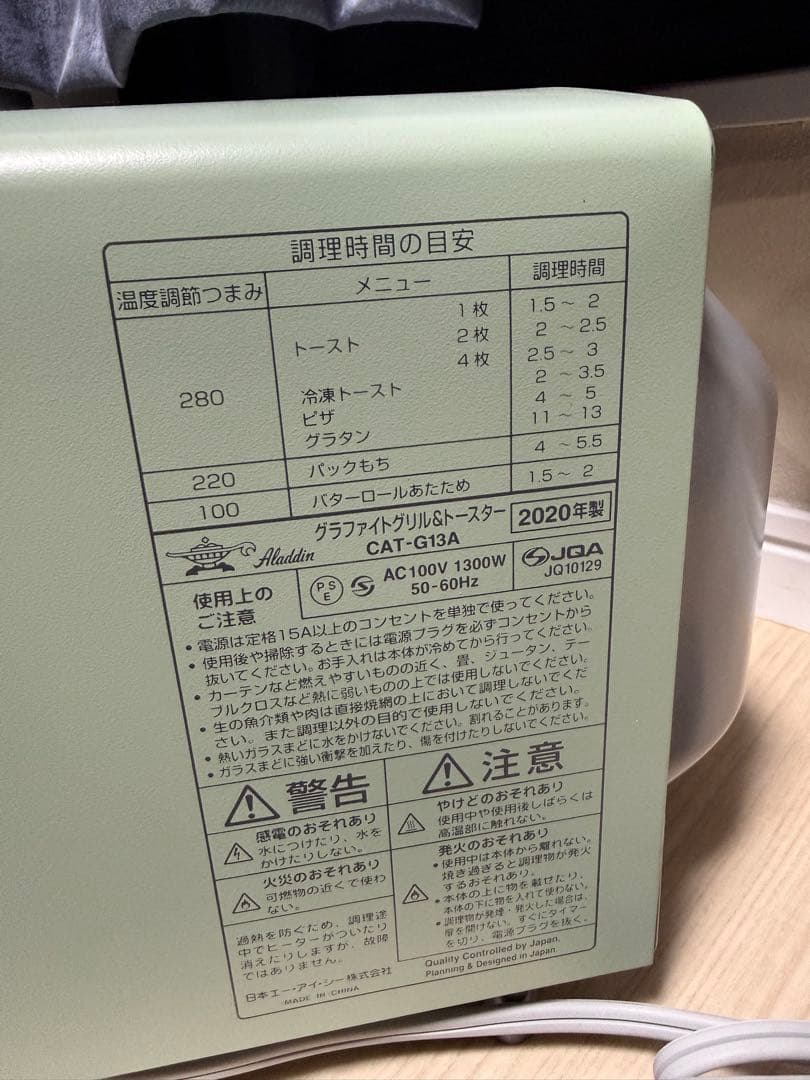 調理時間の目安
温度調節つまみ メニュー 調理時間
280 トースト 1枚 1.5～ 2
2枚 2 ～2.5
4枚 2.5～ 3
冷凍トースト 2 ～3.5
ピザ 4 ～ 5
グラタン 11～13
220 パックもち 4 ～5.5
100 バターロールあたため 1.5～ 2
Aladdin
グラファイトグリル&トースター
CAT-G13A
2020年製
使用上の
ご注意
PSE
AC100V 1300W
50-60Hz
JQA
JQ10129
• 電源は定格15A以上のコンセントを単独で使ってください。
• 使用後や掃除するときには電源プラグを必ずコンセントから
抜いてください。お手入れは本体が冷めてから行ってください。
• カーテンなど燃えやすいものの近く、畳、ジュータン、テー
ブルクロスなど熱に弱いものの上では使用しないでください。
• 生の魚介類や肉は直接焼網の上において調理しないでくだ
さい。また調理以外の目的で使用しないでください。
• 熱いガラスまどに水をかけないでください。割れることがあります。
• ガラスまどに強い衝撃を加えたり、傷を付けたりしないでください。
警告
感電のおそれあり
水につけたり、水を
かけたりしない。
火災のおそれあり
可燃物の近くで使わ
ない。
過熱を防ぐため、調理途
中でヒーターがついたり
消えたりしますが、故障
ではありません。
日本エー・アイ・シー株式会社
MADE IN CHINA
注意
やけどのおそれあり
使用中や使用後しばらくは
高温部に触れない。
発火のおそれあり
• 使用中は本体から離れない。
焼き過ぎると調理物が発火
するおそれあり。
• 本体の上に物を載せたり、
本体の下に物を入れて使わない。
• 調理物が発煙・発火した場合は、
扉を開けない。すぐにタイマー
を切り、電源プラグを抜く。
Quality Controlled by Japan.
Planning & Designed in Japan.